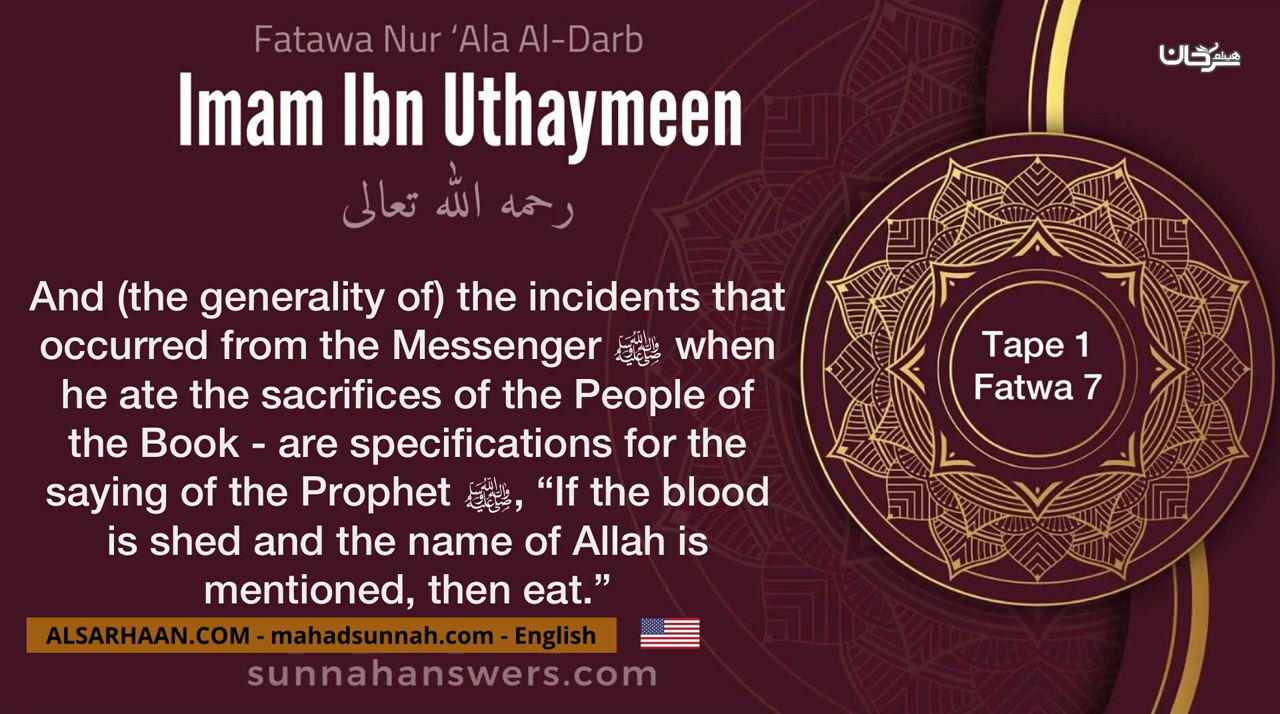 Fatawa Nur ‘Ala Al-Darb
Imam Ibn Uthaymeen
رحمه الله تعالى
هيثم سرحان
And (the generality of) the incidents that
occurred from the Messenger ﷺ when
he ate the sacrifices of the People of
the Book - are specifications for the
saying of the Prophet ﷺ, “If the blood
is shed and the name of Allah is
mentioned, then eat.”
Tape 1
Fatwa 7
ALSARHAAN.COM - mahadsunnah.com - English
sunnahanswers.com